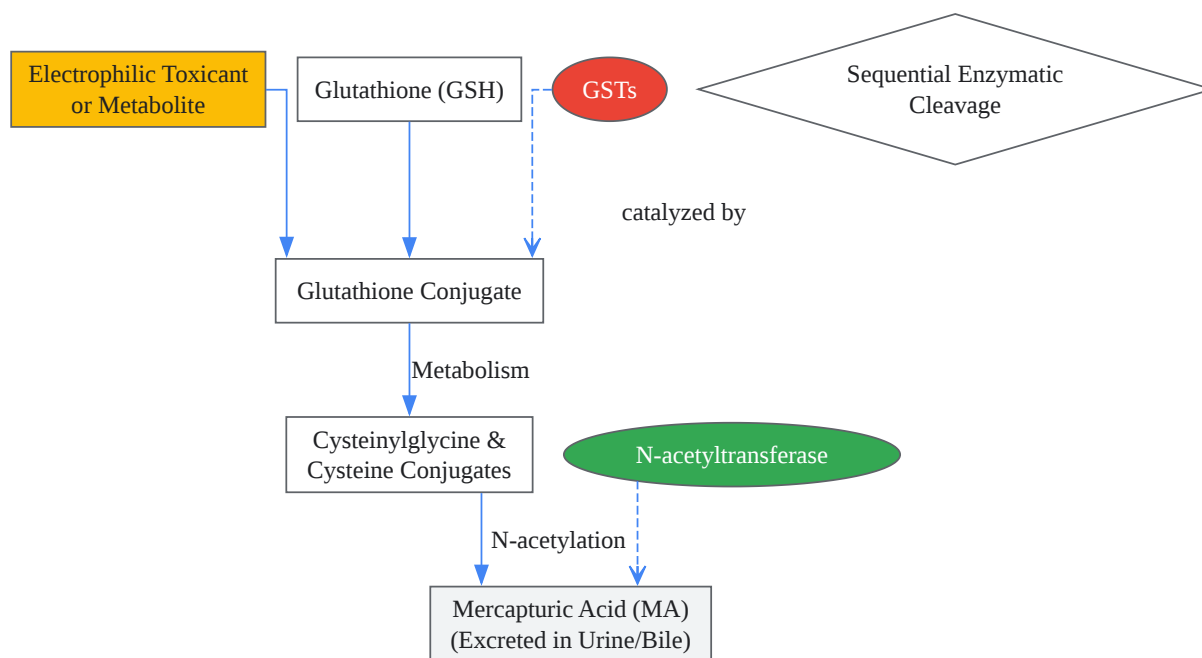 Electrophilic Toxicant
or Metabolite
Glutathione (GSH)
GSTs
Sequential Enzymatic
Cleavage
catalyzed by
Glutathione Conjugate
Metabolism
Cysteinylglycine &
Cysteine Conjugates
N-acetyltransferase
N-acetylation
Mercapturic Acid (MA)
(Excreted in Urine/Bile)